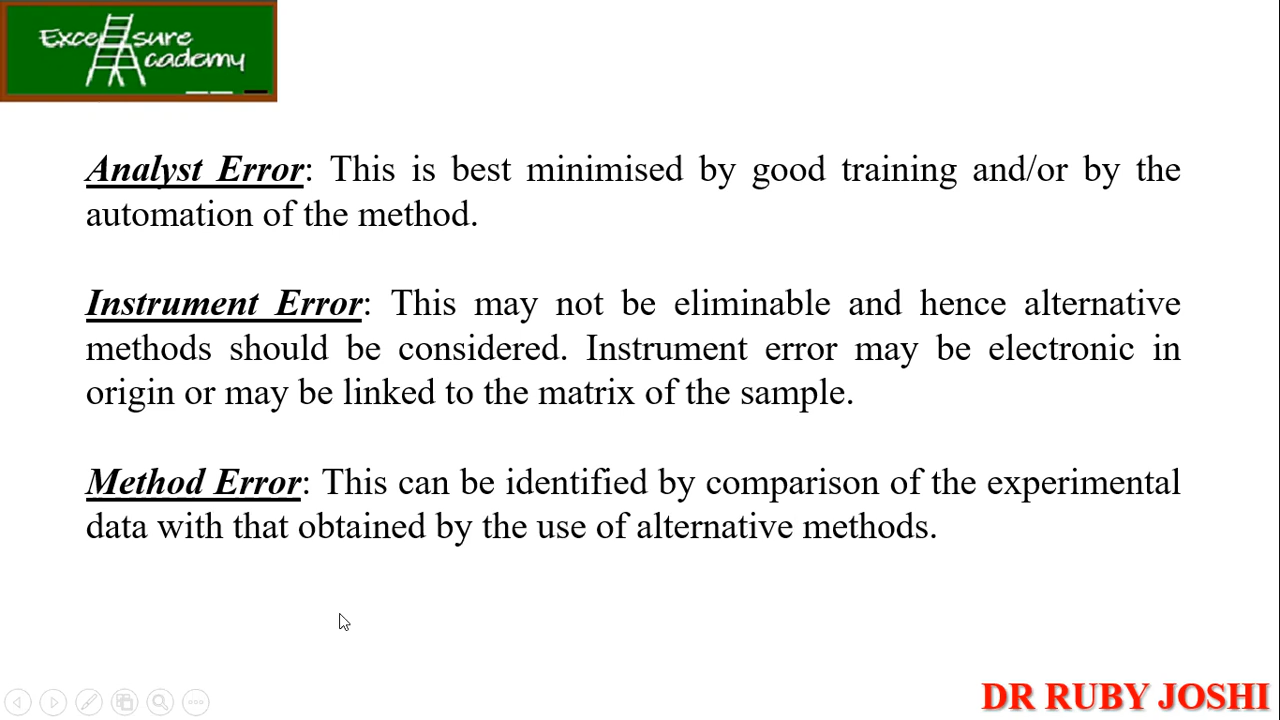 Excel sure
Academy
Analyst Error: This is best minimised by good training and/or by the
automation of the method.
Instrument Error: This may not be eliminable and hence alternative
methods should be considered. Instrument error may be electronic in
origin or may be linked to the matrix of the sample.
Method Error: This can be identified by comparison of the experimental
data with that obtained by the use of alternative methods.
DR RUBY JOSHI